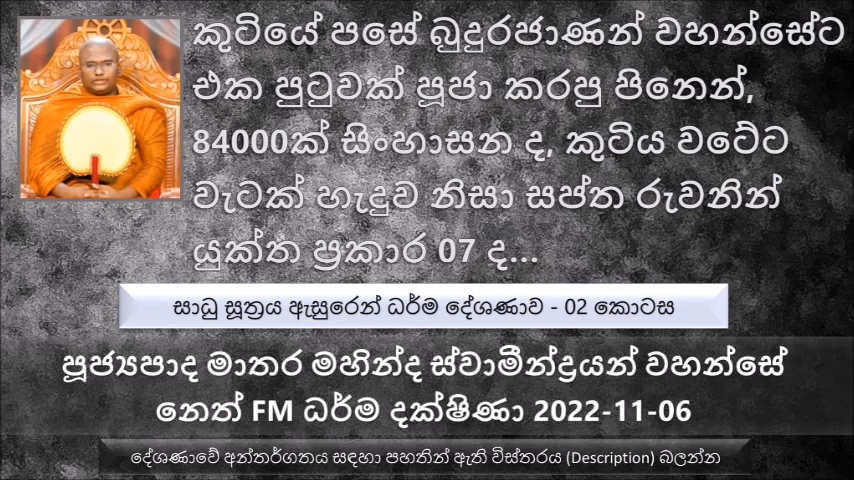 කුටියේ පසේ බුදුරජාණන් වහන්සේට
එක පුටුවක් පූජා කරපු පිනෙන්,
84000ක් සිංහාසන ද, කුටිය වටේට
වැටක් හැදුව නිසා සප්ත රුවනින්
යුක්ත ප්‍රකාර 07 ද...
සාධු සූත්‍රය ඇසුරෙන් ධර්ම දේශණාව - 02 කොටස
පූජ්‍යපාද මාතර මහින්ද ස්වාමීන්ද්‍රයන් වහන්සේ
නෙත් FM ධර්ම දක්ෂිණා 2022-11-06
දේශණාවේ අන්තර්ගතය සඳහා පහතින් ඇති විස්තරය (Description) බලන්න